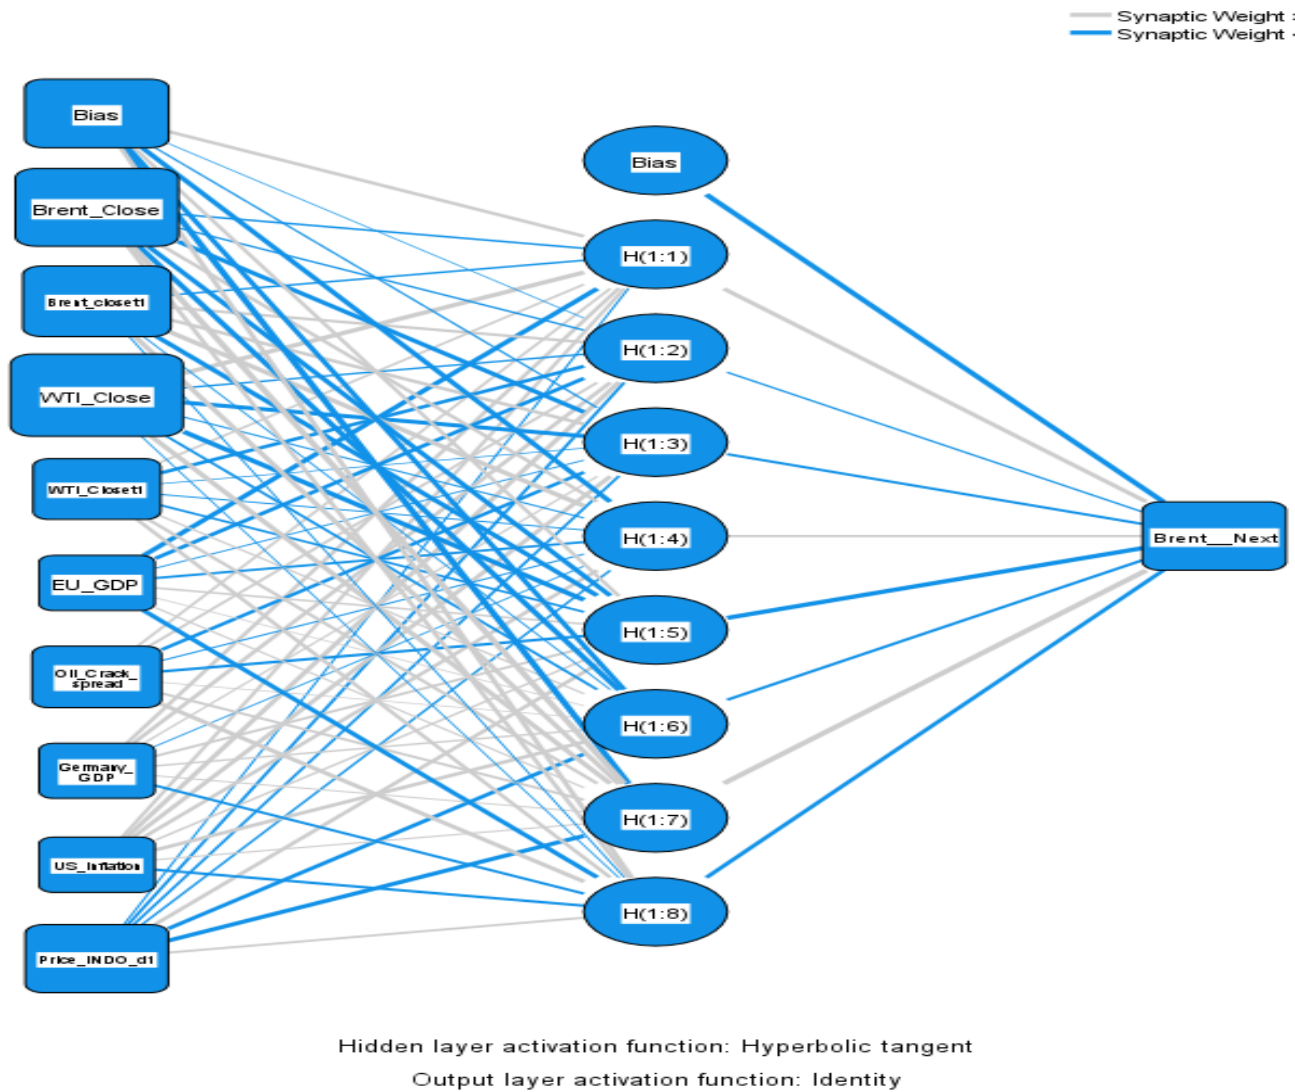 Synaptic Weight >
Synaptic Weight <
Bias
Brent_Close
Brent_closet1
WTI_Close
WTI_Closet1
EU_GDP
Oil_Crack_
spread
Germany_
GDP
US_Inflation
Price_INDO_d1
Bias
H(1:1)
H(1:2)
H(1:3)
H(1:4)
H(1:5)
H(1:6)
H(1:7)
H(1:8)
Brent__Next
Hidden layer activation function: Hyperbolic tangent
Output layer activation function: Identity